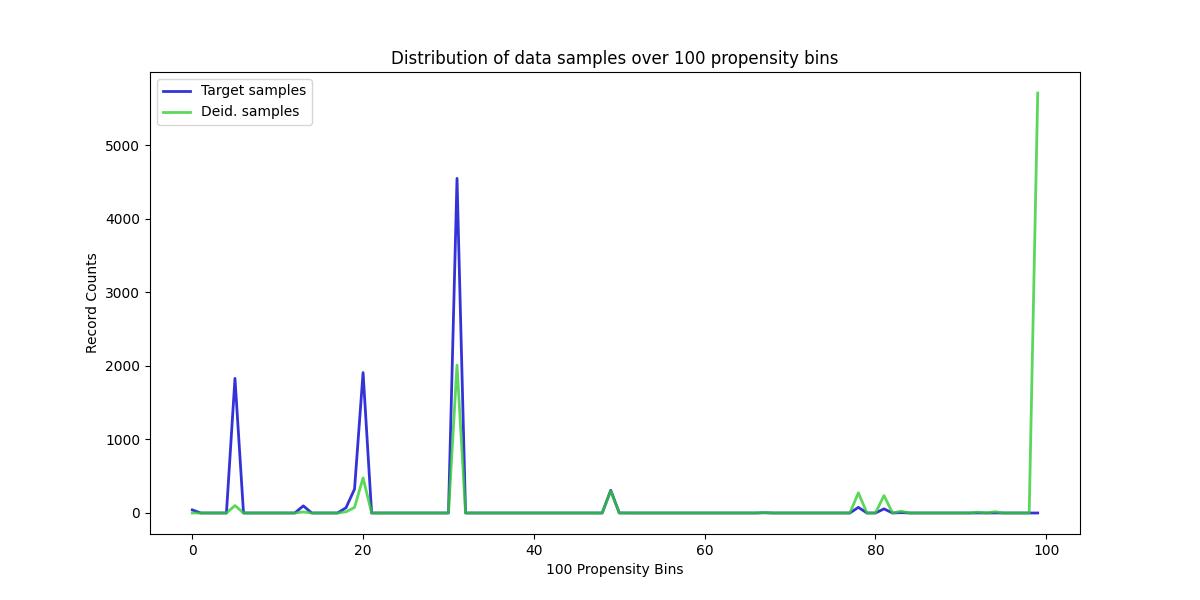 Distribution of data samples over 100 propensity bins
Target samples
Deid. samples
5000
4000
3000
2000
1000
0
Record Counts
0 20 40 60 80 100
100 Propensity Bins